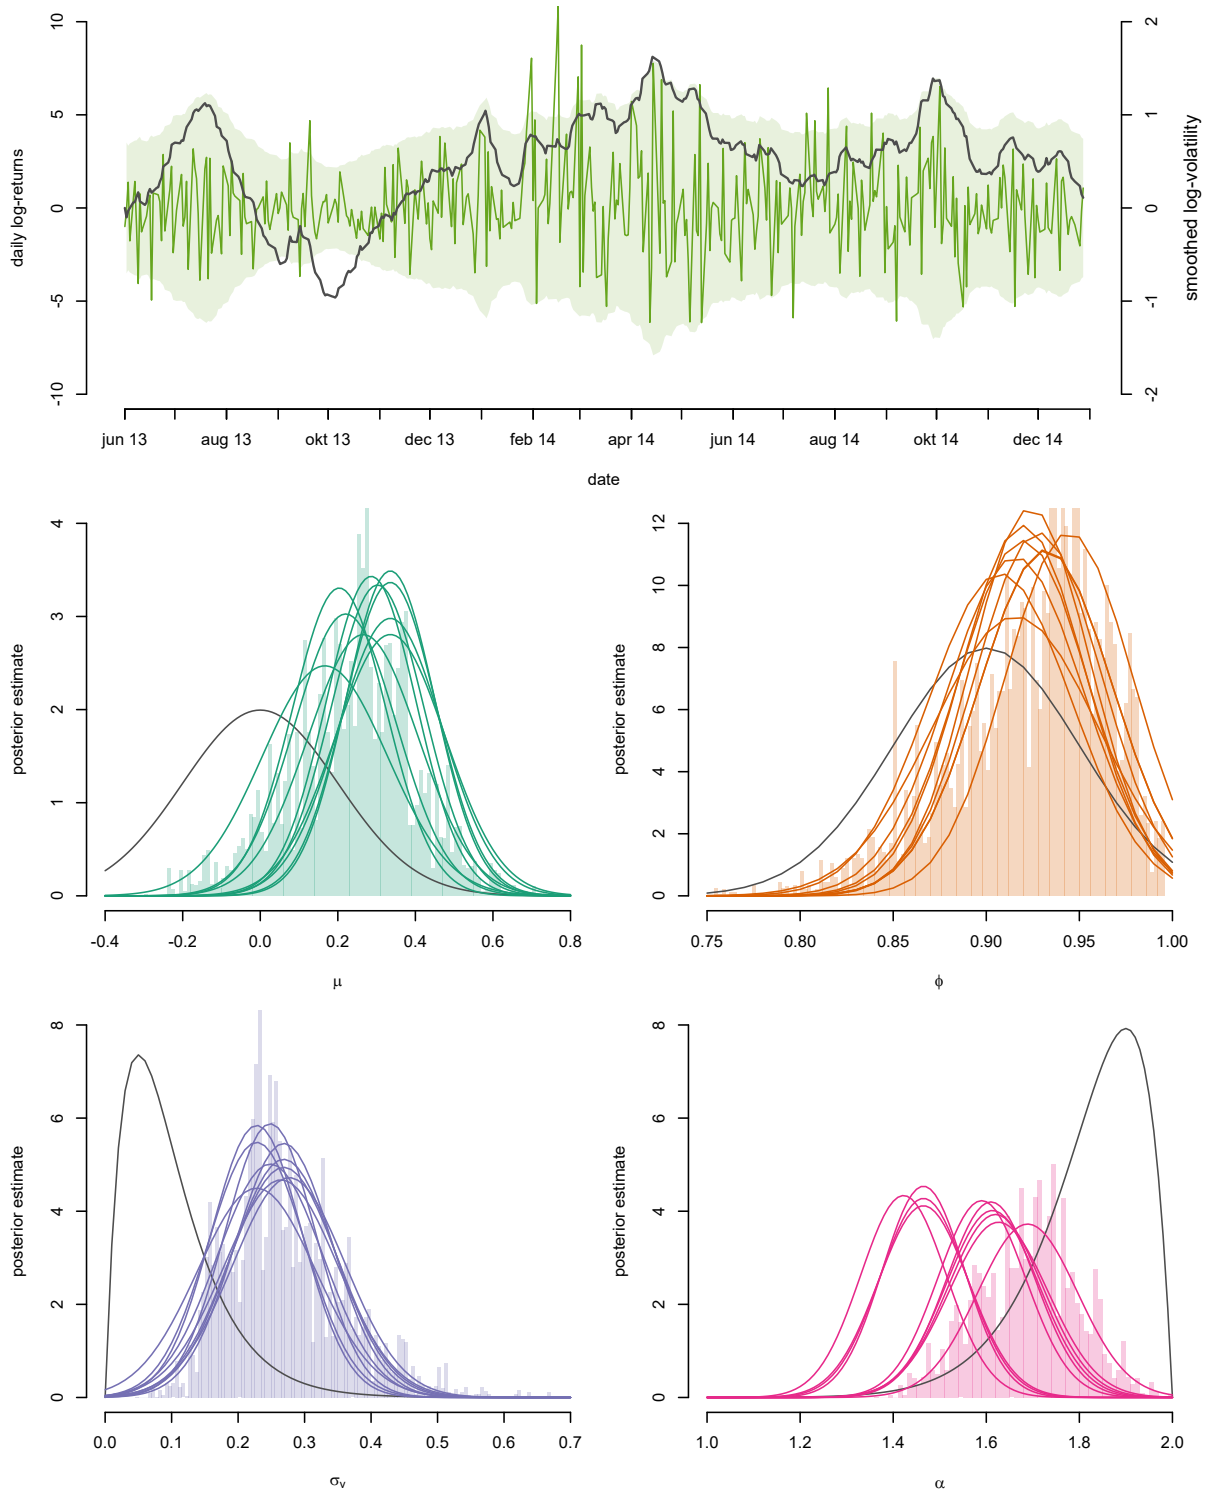 daily log-returns
10
5
0
-5
-10
smoothed log-volatility
2
1
0
-1
-2
jun 13 aug 13 okt 13 dec 13 feb 14 apr 14 jun 14 aug 14 okt 14 dec 14
date
posterior estimate
4
3
2
1
0
-0.4 -0.2 0.0 0.2 0.4 0.6 0.8
μ
posterior estimate
12
10
8
6
4
2
0
0.75 0.80 0.85 0.90 0.95 1.00
ϕ
posterior estimate
8
6
4
2
0
0.0 0.1 0.2 0.3 0.4 0.5 0.6 0.7
σv
posterior estimate
8
6
4
2
0
1.0 1.2 1.4 1.6 1.8 2.0
α